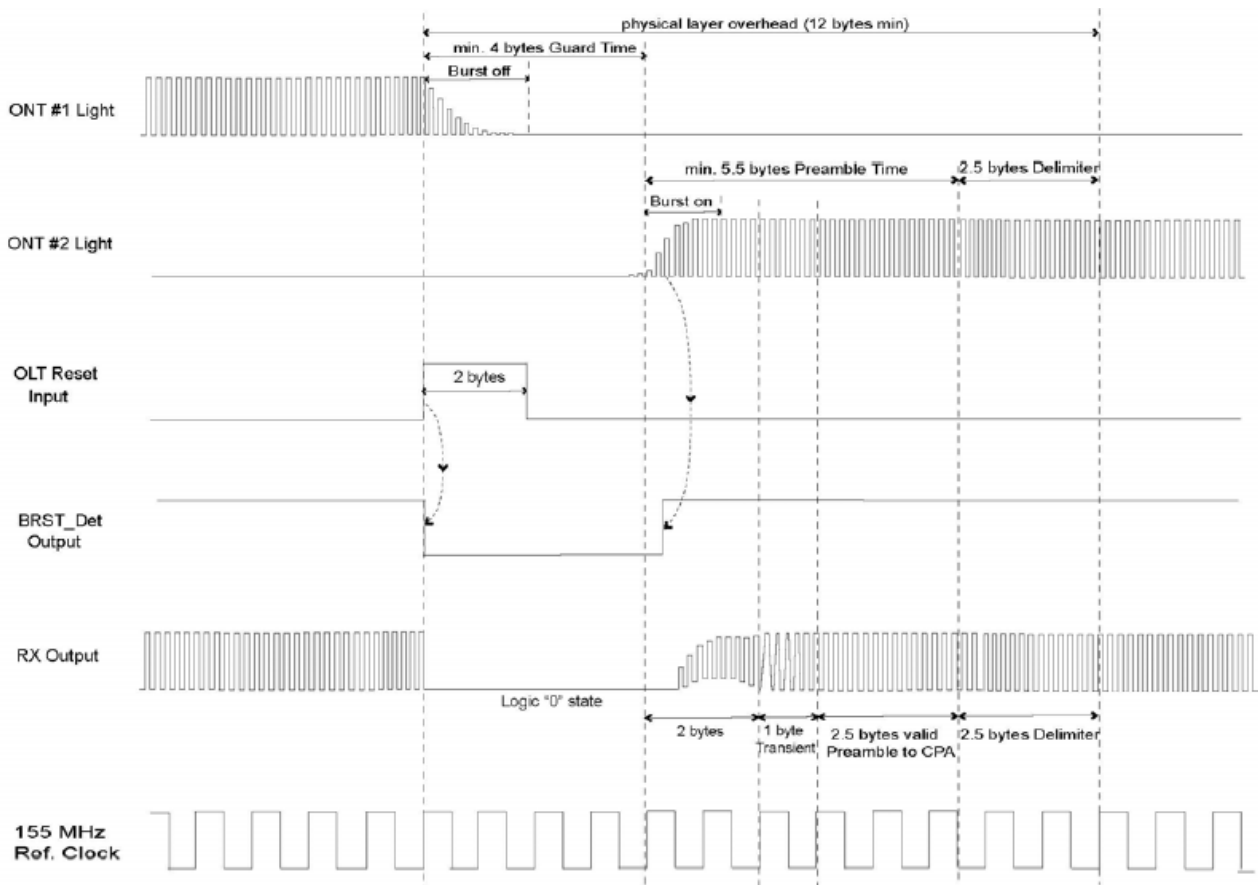 physical layer overhead (12 bytes min)
min. 4 bytes Guard Time
Burst off
ONT #1 Light
min. 5.5 bytes Preamble Time
2.5 bytes Delimiter
Burst on
ONT #2 Light
OLT Reset
Input
2 bytes
BRST_Det
Output
RX Output
Logic "0" state
2 bytes
1 byte
Transient
2.5 bytes valid
Preamble to CPA
2.5 bytes Delimiter
155 MHz
Ref. Clock